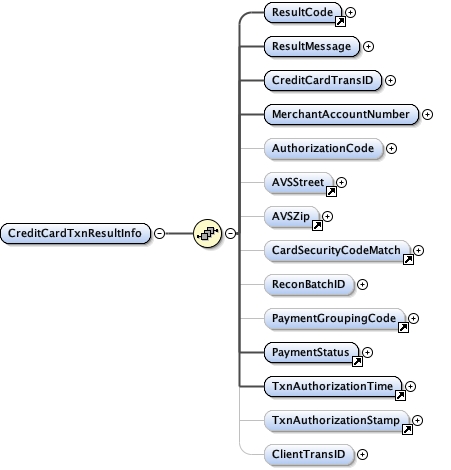 ResultCode
ResultMessage
CreditCardTransID
MerchantAccountNumber
AuthorizationCode
AVSStreet
AVSZip
CreditCardTxnResultInfo
CardSecurityCodeMatch
ReconBatchID
PaymentGroupingCode
PaymentStatus
TxnAuthorizationTime
TxnAuthorizationStamp
ClientTransID